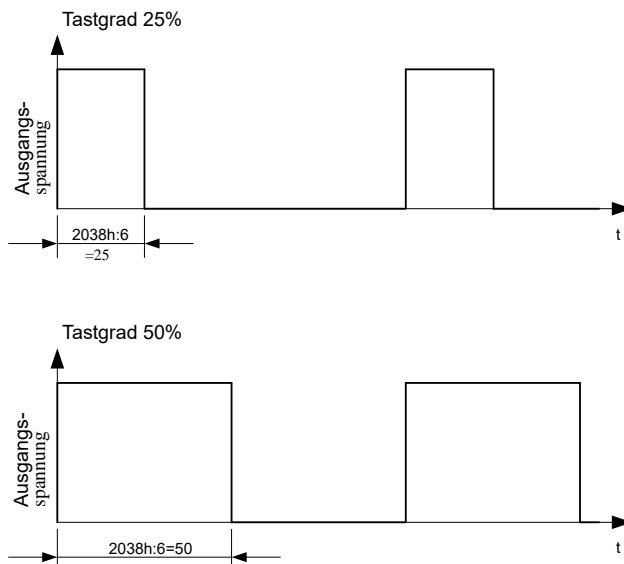 Tastgrad 25%
Ausgangs-
spannung
2038h:6
=25
t
Tastgrad 50%
Ausgangs-
spannung
2038h:6=50
t